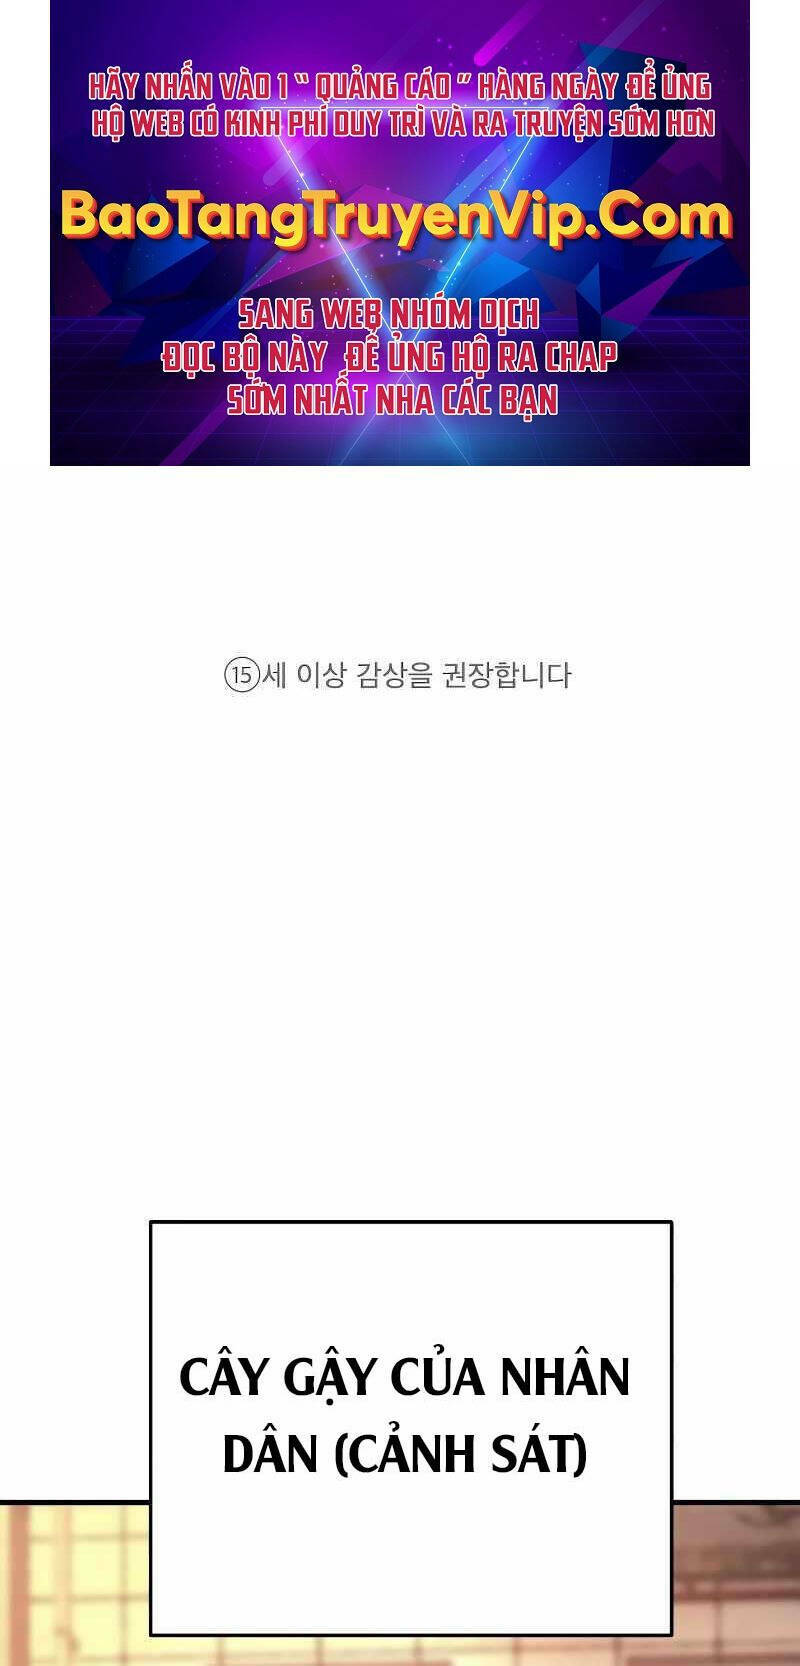 HÃY NHẤN VÀO 1 “ QUẢNG CÁO ” HÀNG NGÀY ĐỂ ỦNG
HỘ WEB CÓ KINH PHÍ DUY TRÌ VÀ RA TRUYỆN SỚM HƠN
BaoTangTruyenVip.Com
SANG WEB NHÓM DỊCH
ĐỌC BỘ NÀY ĐỂ ỦNG HỘ RA CHAP
SỚM NHẤT NHA CÁC BẠN
⑮세 이상 감상을 권장합니다
CÂY GẬY CỦA NHÂN
DÂN (CẢNH SÁT)